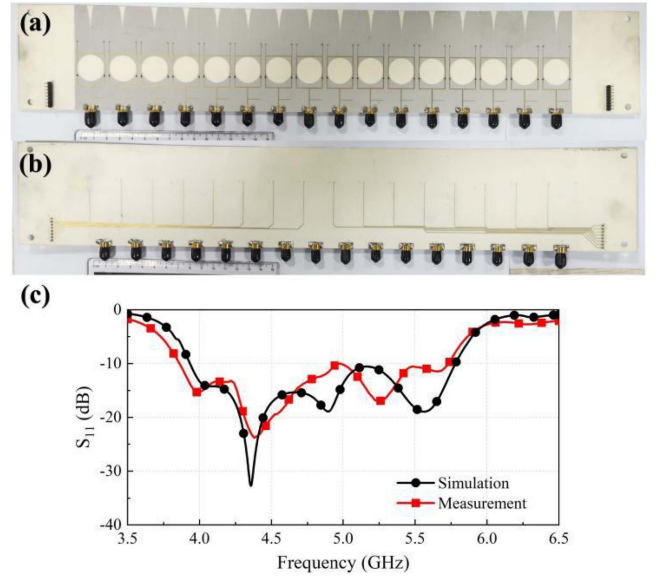 (a)
(b)
(c)
0
-10
-20
-30
-40
S11 (dB)
Simulation
Measurement
3.5 4.0 4.5 5.0 5.5 6.0 6.5
Frequency (GHz)